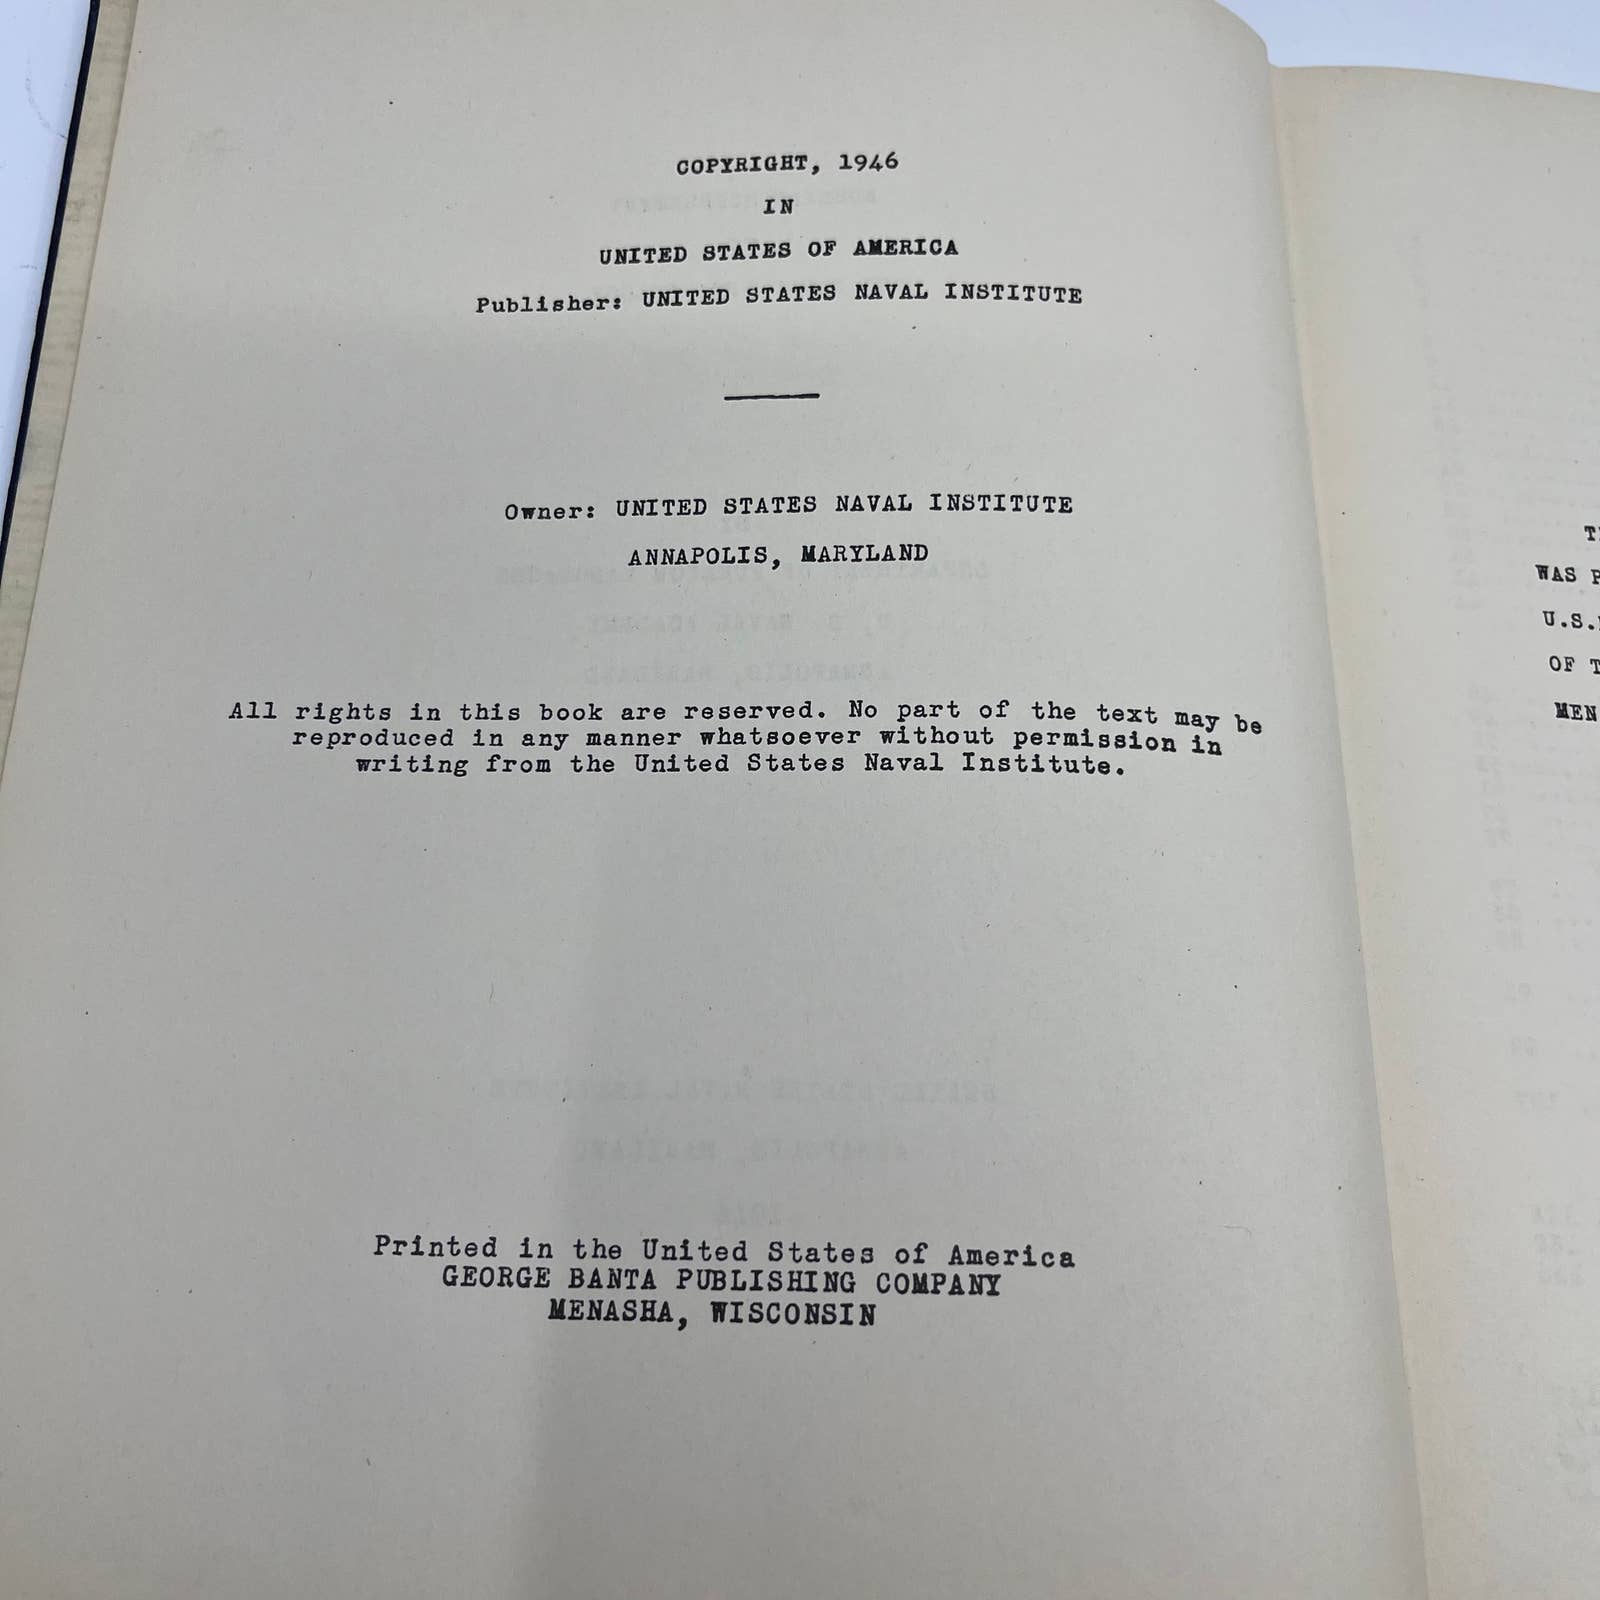 COPYRIGHT, 1946
IN
UNITED STATES OF AMERICA
Publisher: UNITED STATES NAVAL INSTITUTE
Owner: UNITED STATES NAVAL INSTITUTE
ANNAPOLIS, MARYLAND
All rights in this book are reserved. No part of the text may be
reproduced in any manner whatsoever without permission in
writing from the United States Naval Institute.
Printed in the United States of America
GEORGE BANTA PUBLISHING COMPANY
MENASHA, WISCONSIN
WAS
U.S.
OF
MEN